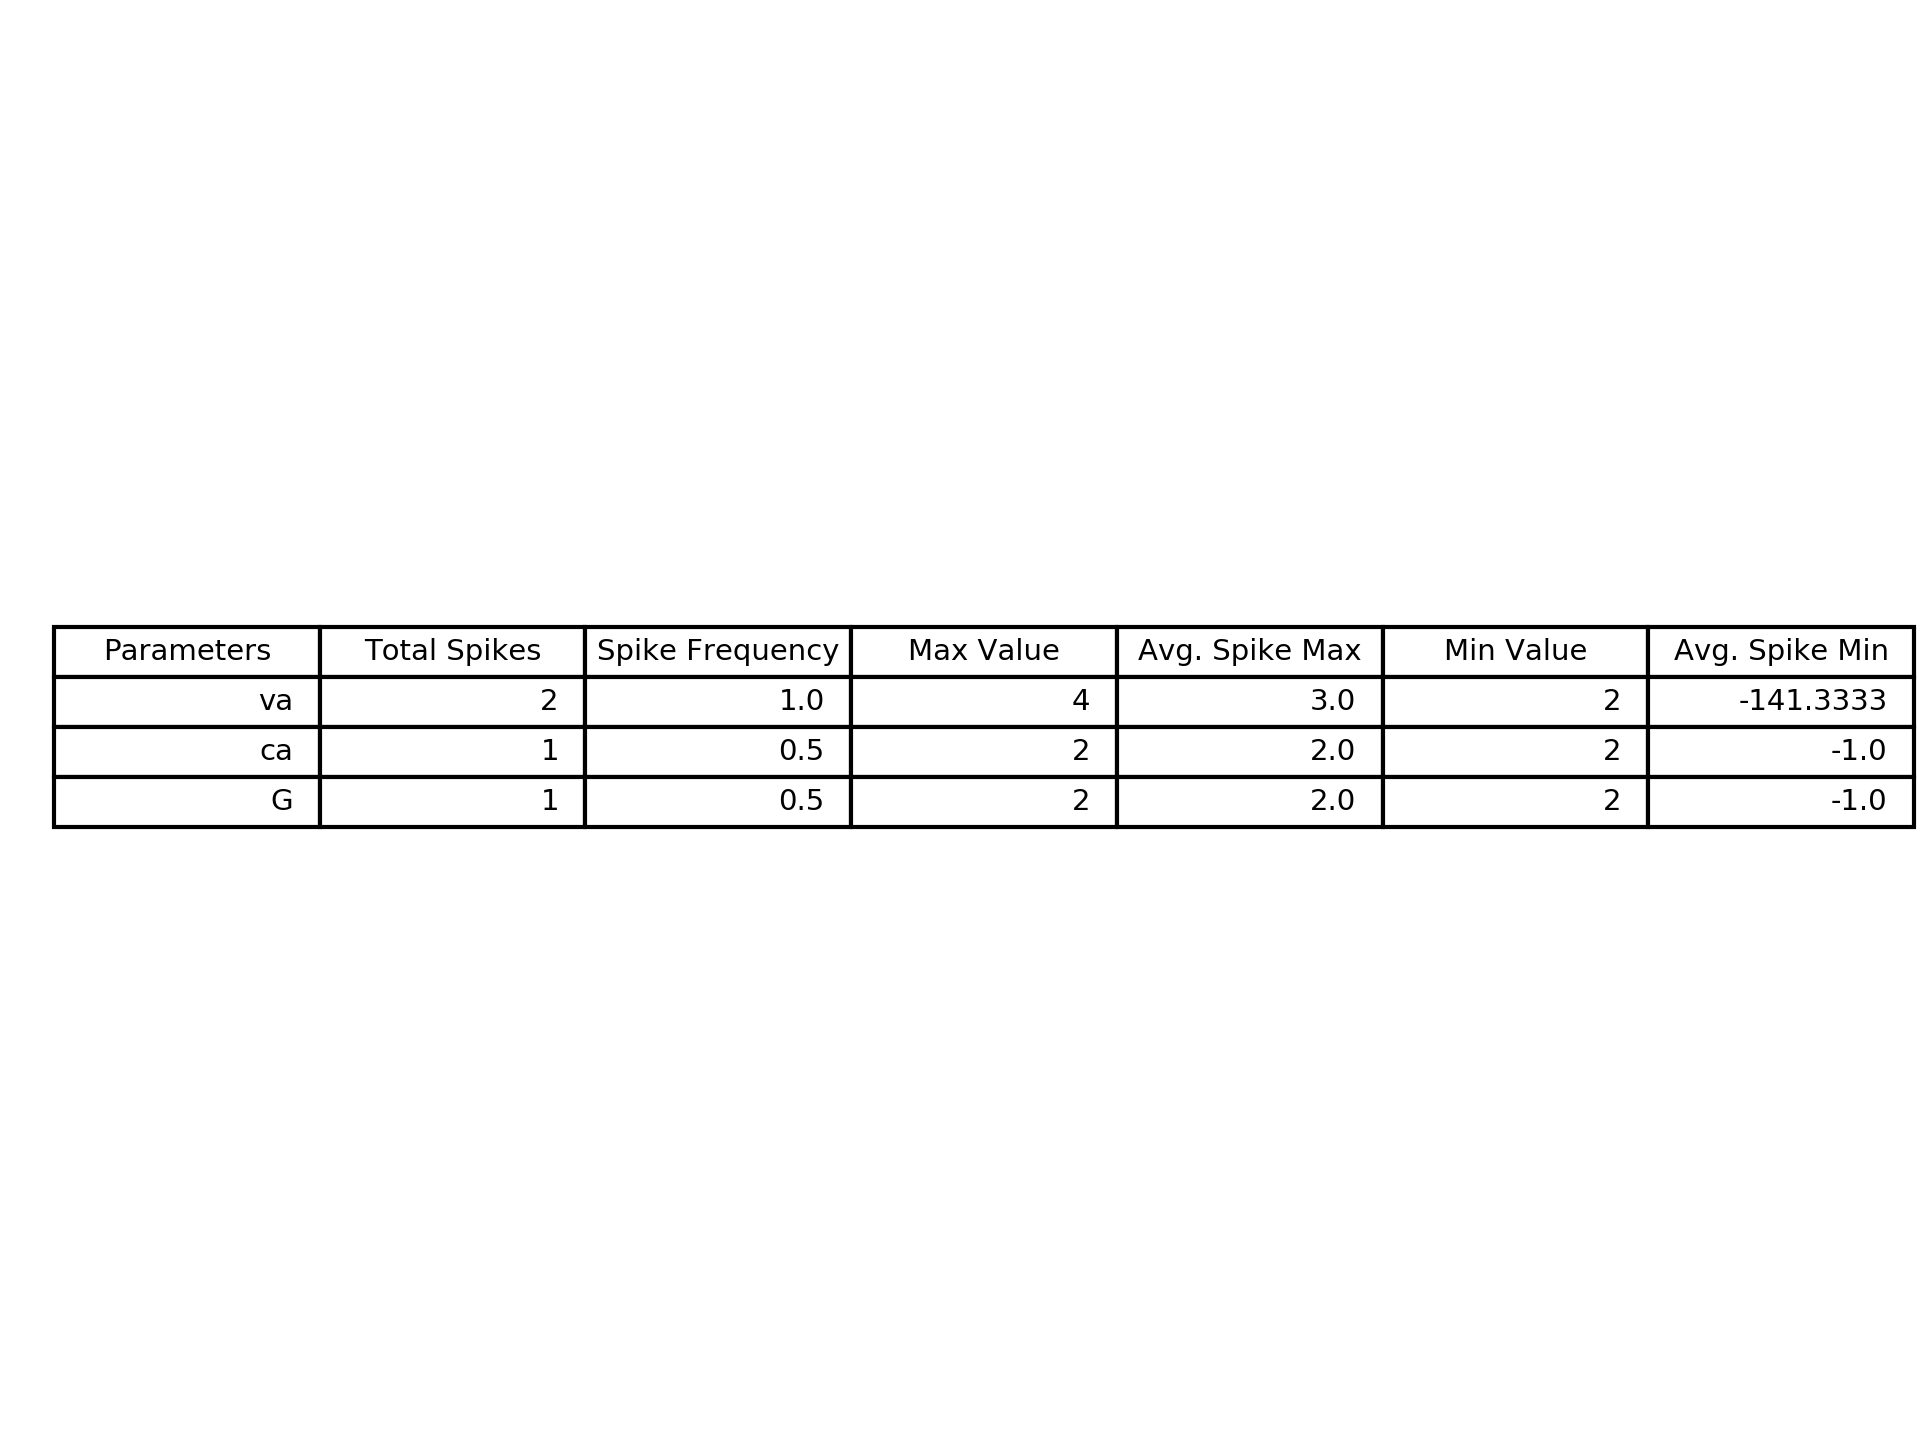 Parameters Total Spikes Spike Frequency Max Value Avg. Spike Max Min Value Avg. Spike Min
va 2 1.0 4 3.0 2 -141.3333
ca 1 0.5 2 2.0 2 -1.0
G 1 0.5 2 2.0 2 -1.0